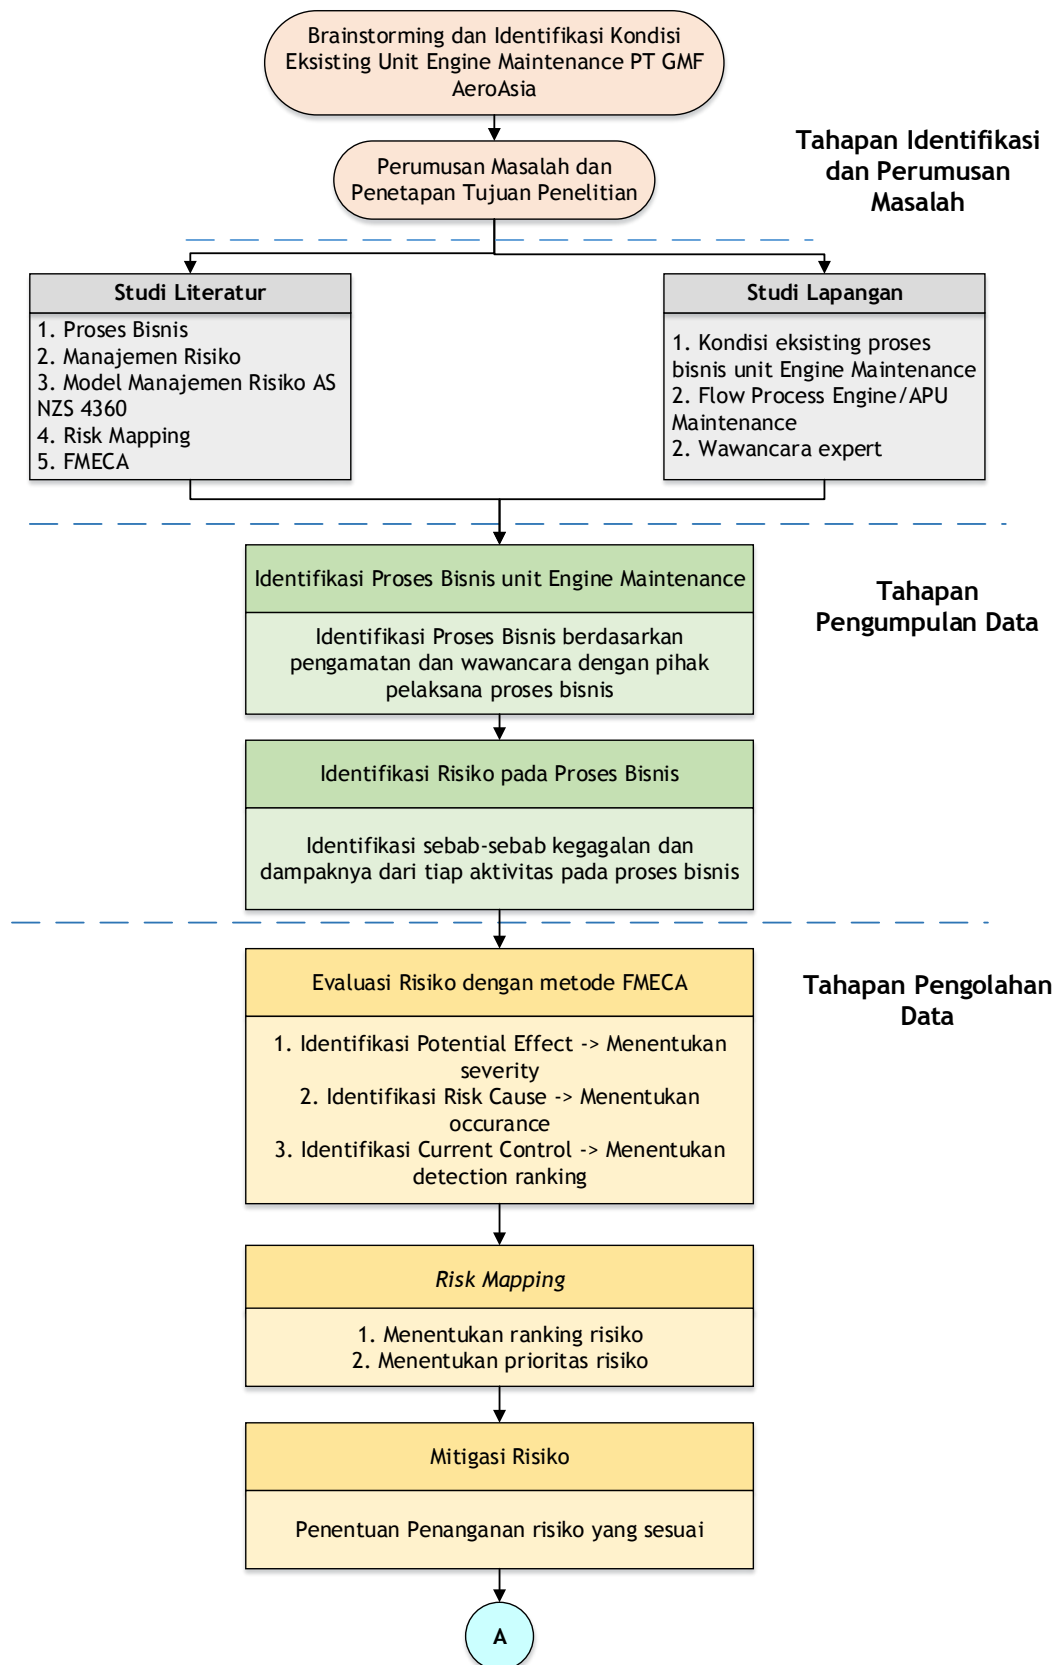 Brainstorming dan Identifikasi Kondisi
Eksisting Unit Engine Maintenance PT GMF
AeroAsia
Tahapan Identifikasi
dan Perumusan
Masalah
Perumusan Masalah dan
Penetapan Tujuan Penelitian
Studi Literatur
1. Proses Bisnis
2. Manajemen Risiko
3. Model Manajemen Risiko AS
NZS 4360
4. Risk Mapping
5. FMECA
Studi Lapangan
1. Kondisi eksisting proses
bisnis unit Engine Maintenance
2. Flow Process Engine/APU
Maintenance
2. Wawancara expert
Identifikasi Proses Bisnis unit Engine Maintenance
Identifikasi Proses Bisnis berdasarkan
pengamatan dan wawancara dengan pihak
pelaksana proses bisnis
Tahapan
Pengumpulan Data
Identifikasi Risiko pada Proses Bisnis
Identifikasi sebab-sebab kegagalan dan
dampaknya dari tiap aktivitas pada proses bisnis
Evaluasi Risiko dengan metode FMECA
Tahapan Pengolahan
Data
1. Identifikasi Potential Effect -> Menentukan
severity
2. Identifikasi Risk Cause -> Menentukan
occurance
3. Identifikasi Current Control -> Menentukan
detection ranking
Risk Mapping
1. Menentukan ranking risiko
2. Menentukan prioritas risiko
Mitigasi Risiko
Penentuan Penanganan risiko yang sesuai
A